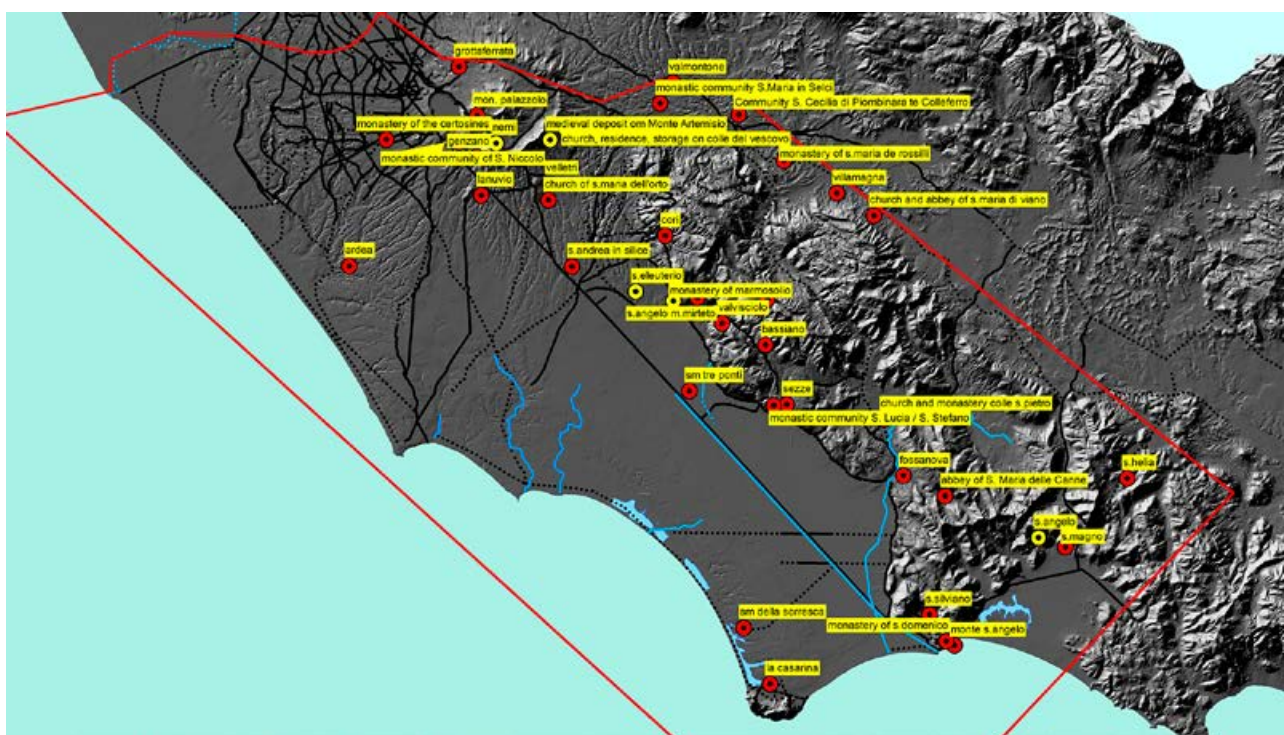 grottaferrata
valmontone
monastic community S.Maria in Selci
mon. palazzolo
Community S. Cecilia di Piombinara te Colleferro
monastery of the certosines
nemi
medieval deposit om Monte Artemisio
genzano
church, residence, storage on colle del vescovo
monastic community of S. Niccolo
velletri
monastery of s.maria de rossilli
lanuvio
church of s.maria dell'orto
villamagna
church and abbey of s.maria di viano
cori
ardea
s.andrea in silice
s.eleuterio
monastery of marmosolio
s.angelo m.mirteto
valvisciolo
bassiano
sm tre ponti
sezze
church and monastery colle s.pietro
monastic community S. Lucia / S. Stefano
fossanova
s.helia
abbey of S. Maria delle Canne
s.angelo
s.magno
s.silviano
sm della sorresca
monastery of s.domenico
monte s.angelo
la casarina